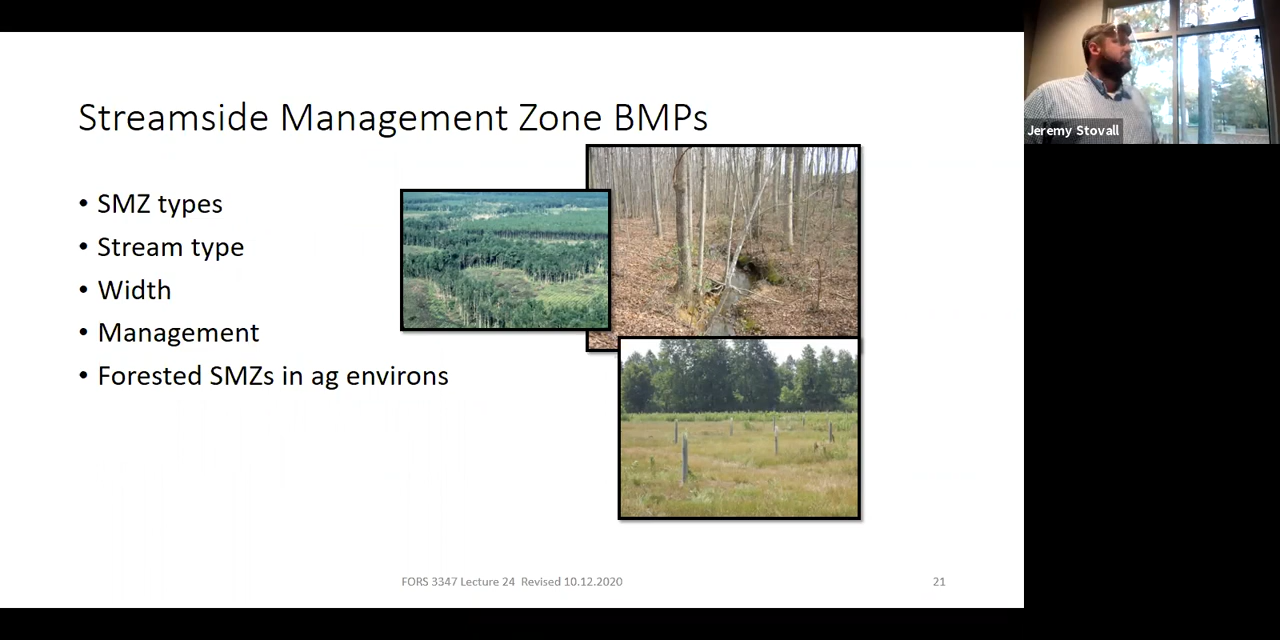 Streamside Management Zone BMPs
• SMZ types
• Stream type
• Width
• Management
• Forested SMZs in ag environs
FORS 3347 Lecture 24 Revised 10.12.2020
21
Jeremy Stovall